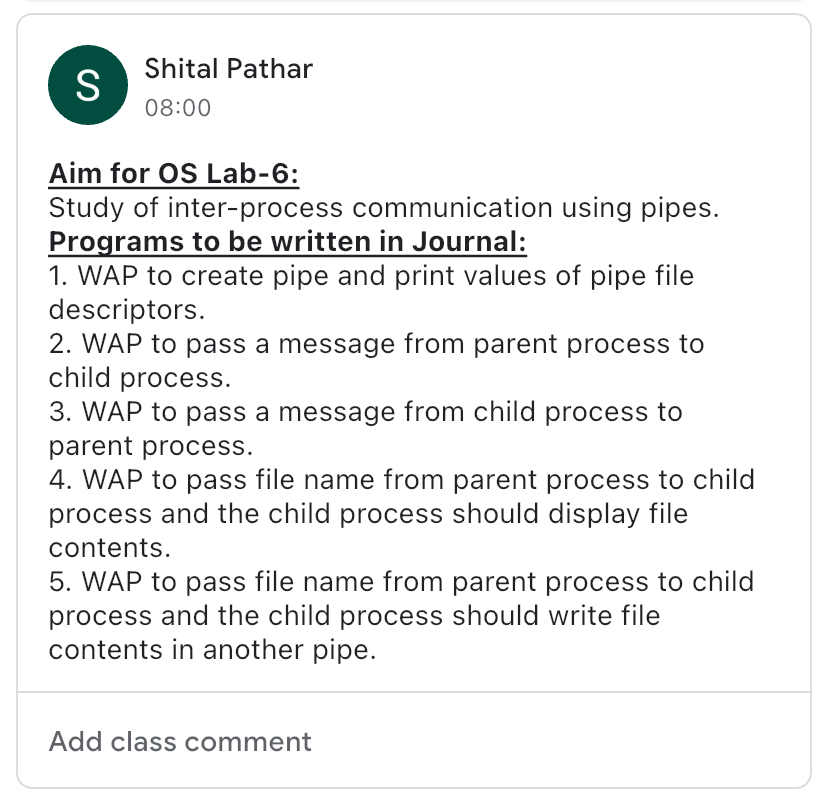 S
Shital Pathar
08:00
Aim for OS Lab-6:
Study of inter-process communication using pipes.
Programs to be written in Journal:
1. WAP to create pipe and print values of pipe file
descriptors.
2. WAP to pass a message from parent process to
child process.
3. WAP to pass a message from child process to
parent process.
4. WAP to pass file name from parent process to child
process and the child process should display file
contents.
5. WAP to pass file name from parent process to child
process and the child process should write file
contents in another pipe.
Add class comment